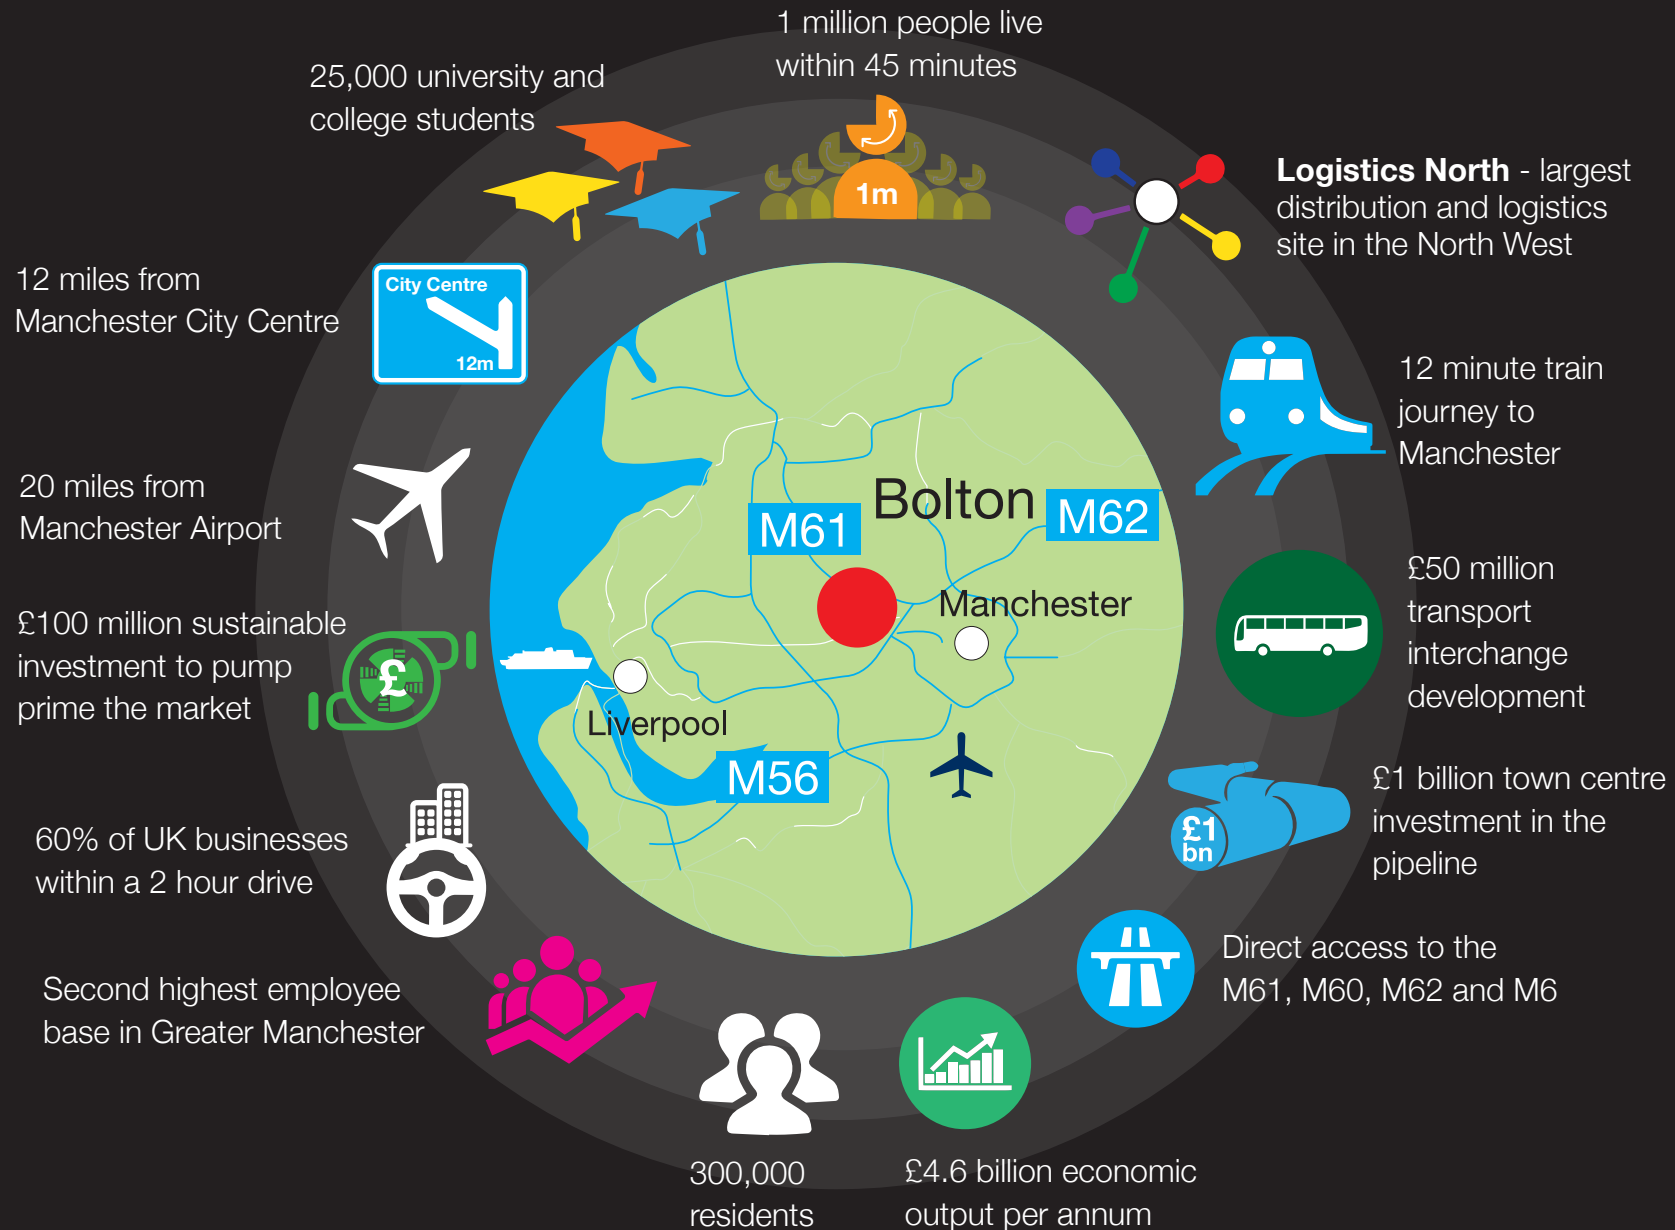 1 million people live
within 45 minutes
25,000 university and
college students
1m
Logistics North - largest
distribution and logistics
site in the North West
12 miles from
Manchester City Centre
City Centre
12m
12 minute train
journey to
Manchester
20 miles from
Manchester Airport
Bolton
M61
M62
Manchester
Liverpool
M56
£50 million
transport
interchange
development
£100 million sustainable
investment to pump
prime the market
£
£1 billion town centre
investment in the
pipeline
£1
bn
60% of UK businesses
within a 2 hour drive
Direct access to the
M61, M60, M62 and M6
Second highest employee
base in Greater Manchester
300,000
residents
£4.6 billion economic
output per annum